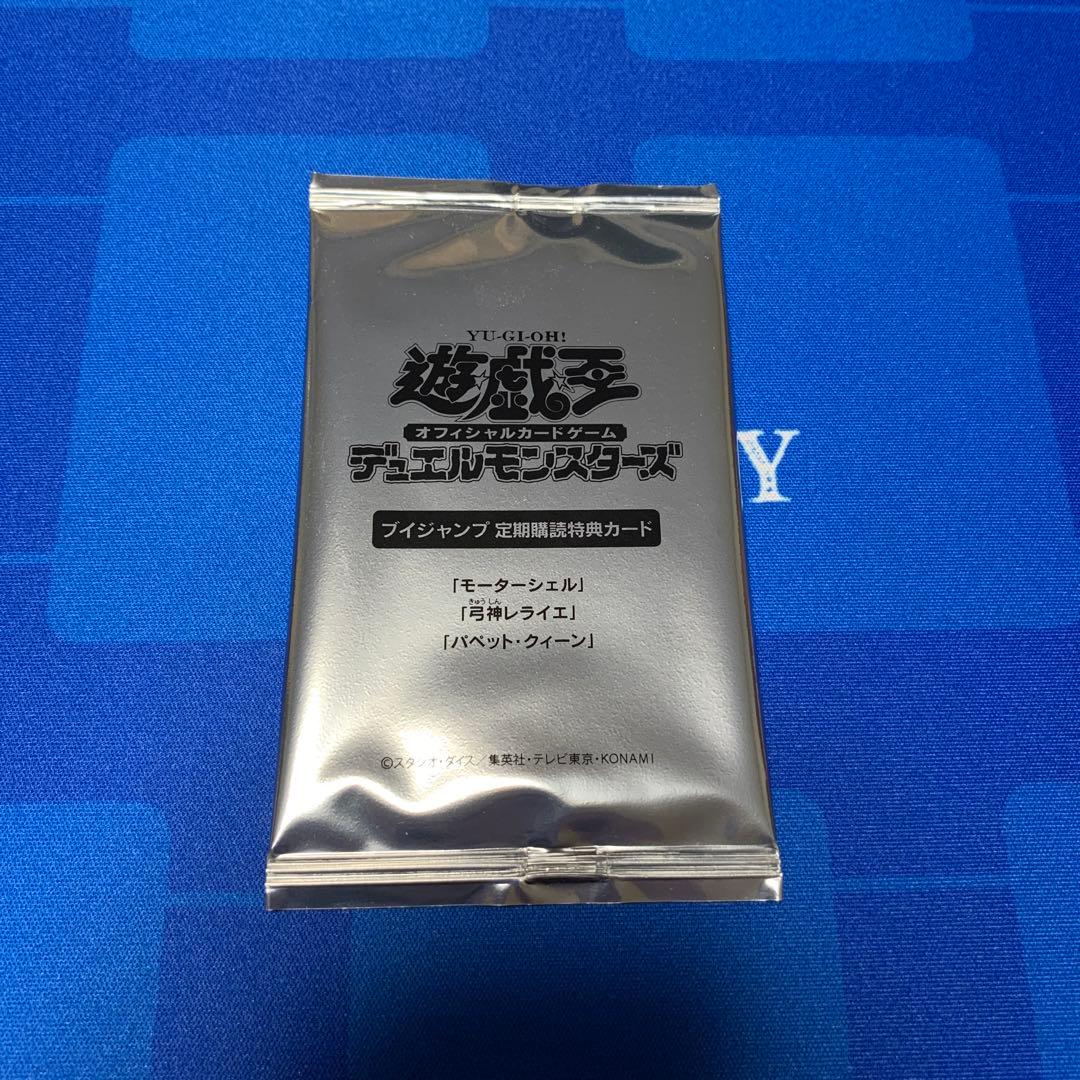 YU-GI-OH!
遊戯王
オフィシャルカードゲーム
デュエルモンスターズ
ブイジャンプ 定期購読特典カード
「モーターシェル」
きゅうしん
「弓神レライエ」
「パペット・クィーン」
©スタジオ・ダイス/集英社・テレビ東京・KONAMI
Y